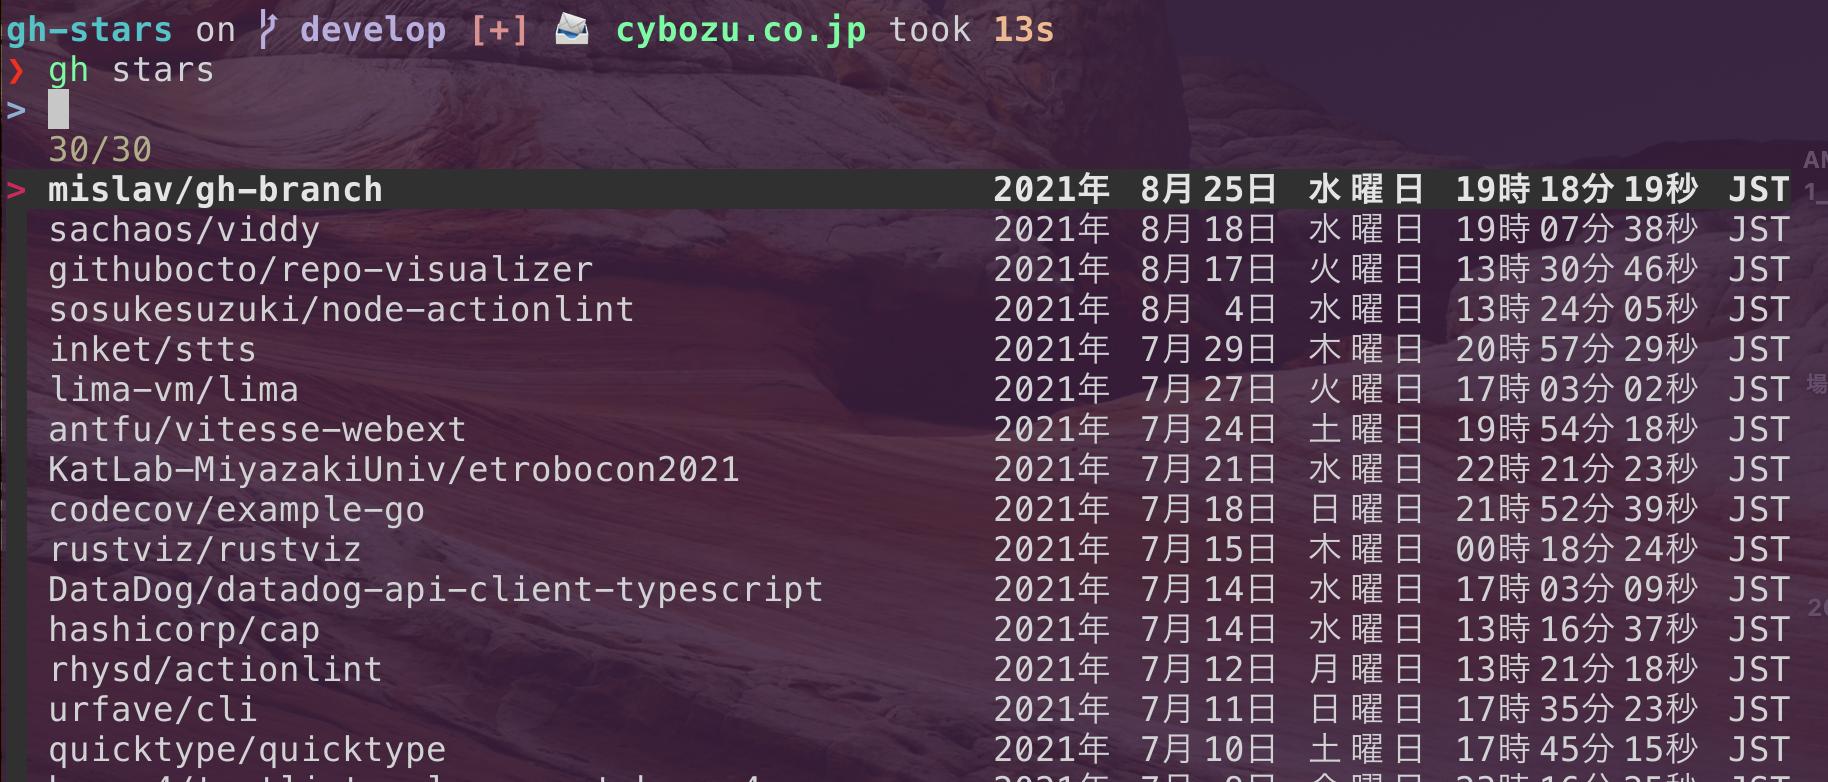 gh-stars on develop [+] cybozu.co.jp took 13s
❯ gh stars
>
30/30
> mislav/gh-branch 2021年 8月25日 水曜日 19時18分19秒 JST
sachaos/viddy 2021年 8月18日 水曜日 19時07分38秒 JST
githubocto/repo-visualizer 2021年 8月17日 火曜日 13時30分46秒 JST
sosukesuzuki/node-actionlint 2021年 8月 4日 水曜日 13時24分05秒 JST
inket/stts 2021年 7月29日 木曜日 20時57分29秒 JST
lima-vm/lima 2021年 7月27日 火曜日 17時03分02秒 JST
antfu/vitesse-webext 2021年 7月24日 土曜日 19時54分18秒 JST
KatLab-MiyazakiUniv/etrobocon2021 2021年 7月21日 水曜日 22時21分23秒 JST
codecov/example-go 2021年 7月18日 日曜日 21時52分39秒 JST
rustviz/rustviz 2021年 7月15日 木曜日 00時18分24秒 JST
DataDog/datadog-api-client-typescript 2021年 7月14日 水曜日 17時03分09秒 JST
hashicorp/cap 2021年 7月14日 水曜日 13時16分37秒 JST
rhysd/actionlint 2021年 7月12日 月曜日 13時21分18秒 JST
urfave/cli 2021年 7月11日 日曜日 17時35分23秒 JST
quicktype/quicktype 2021年 7月10日 土曜日 17時45分15秒 JST